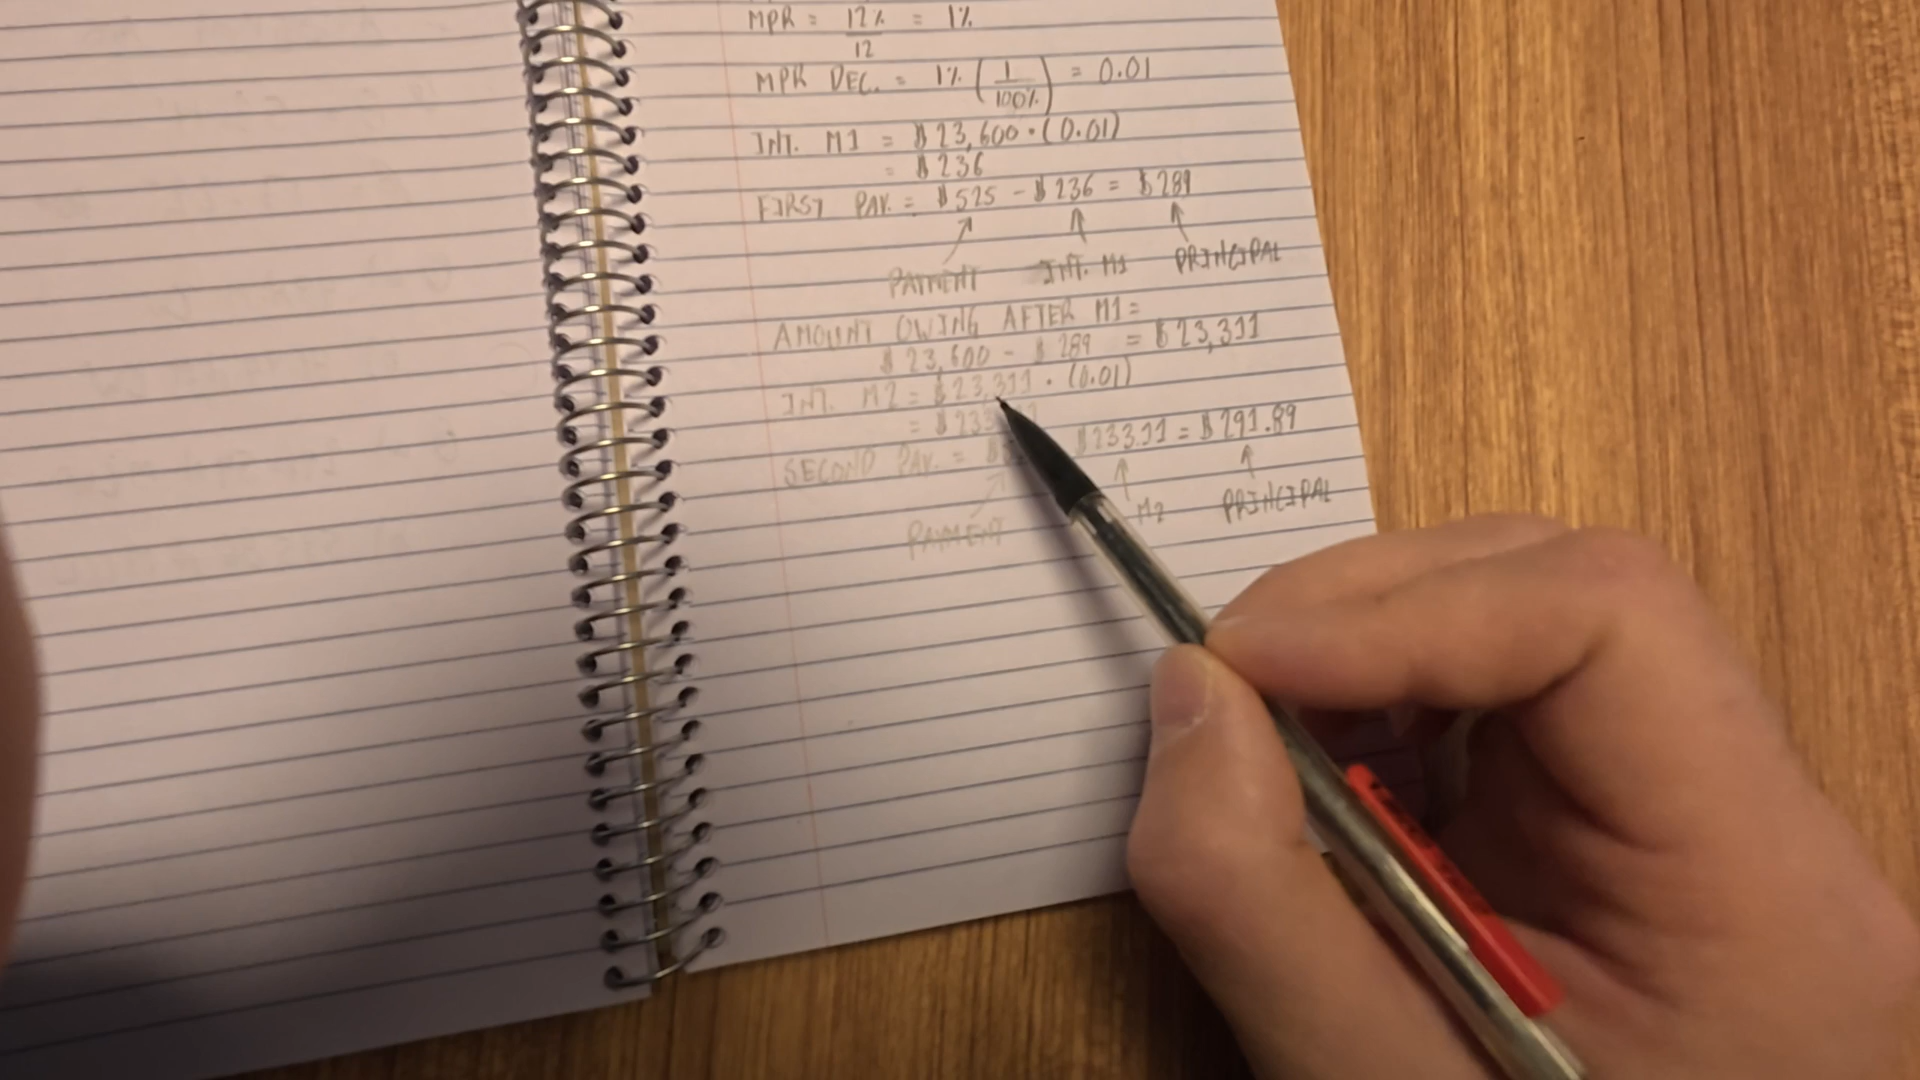 MPR = 12% / 12 = 1%
MPR DEC. = 1% (1 / 100%) = 0.01
INT. M1 = $23,600 • (0.01)
= $236
FIRST PAY. = $525 - $236 = $289
PAYMENT INT. M1 PRINCIPAL
AMOUNT OWING AFTER M1 =
$23,600 - $289 = $23,311
INT. M2 = $23,311 • (0.01)
= $233
SECOND PAY. = $ $233.11 = $291.89
PAYMENT M2 PRINCIPAL